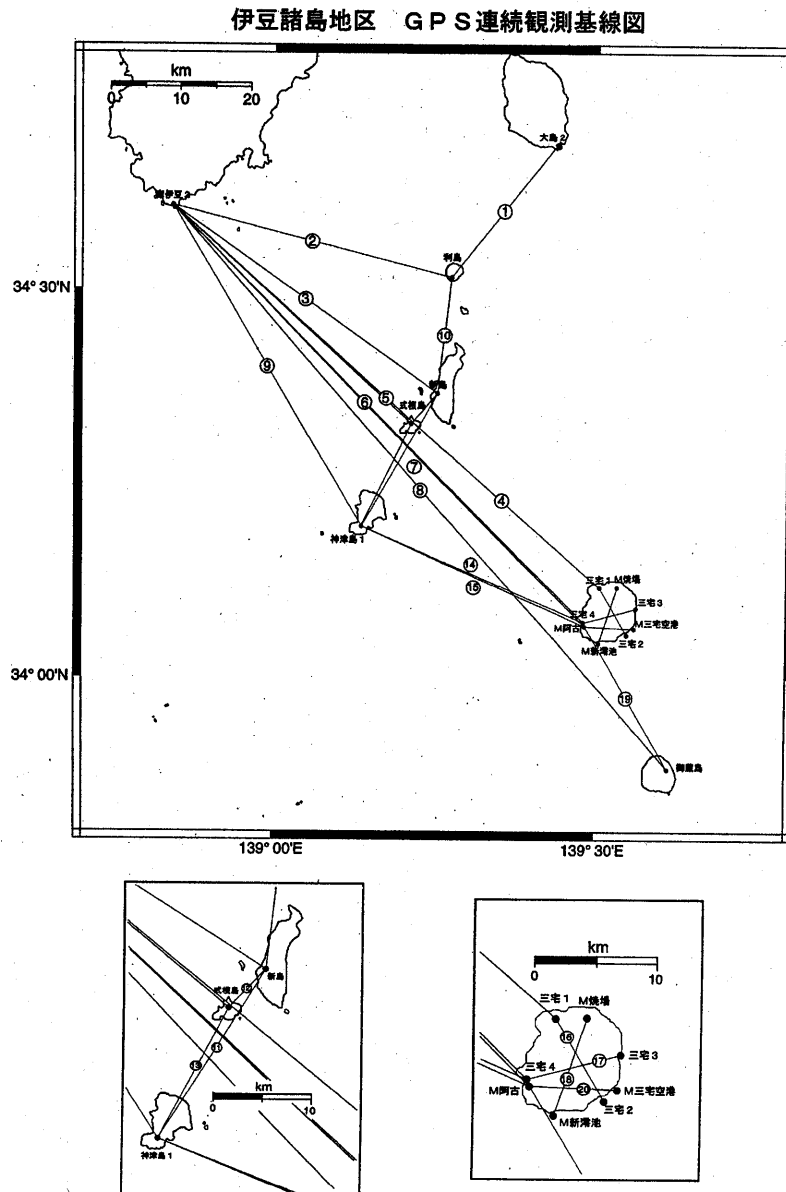 伊豆諸島地区 ＧＰＳ連続観測基線図
km
0 10 20
大島２
南伊豆２
①
②
利島
34° 30'N
③
⑩
⑨
新島
⑤
式根島
⑥
⑦
⑧
④
神津島１
⑭
⑮
三宅１
Ｍ焼場
三宅４
三宅３
Ｍ阿古
Ｍ三宅空港
三宅２
Ｍ新澪池
34° 00'N
⑲
御蔵島
139° 00'E
139° 30'E
新島
⑫
式根島
⑪
⑬
km
0 10
神津島１
km
0 10
三宅１
Ｍ焼場
⑯
三宅３
⑰
三宅４
⑱
Ｍ阿古
⑳
Ｍ三宅空港
三宅２
Ｍ新澪池